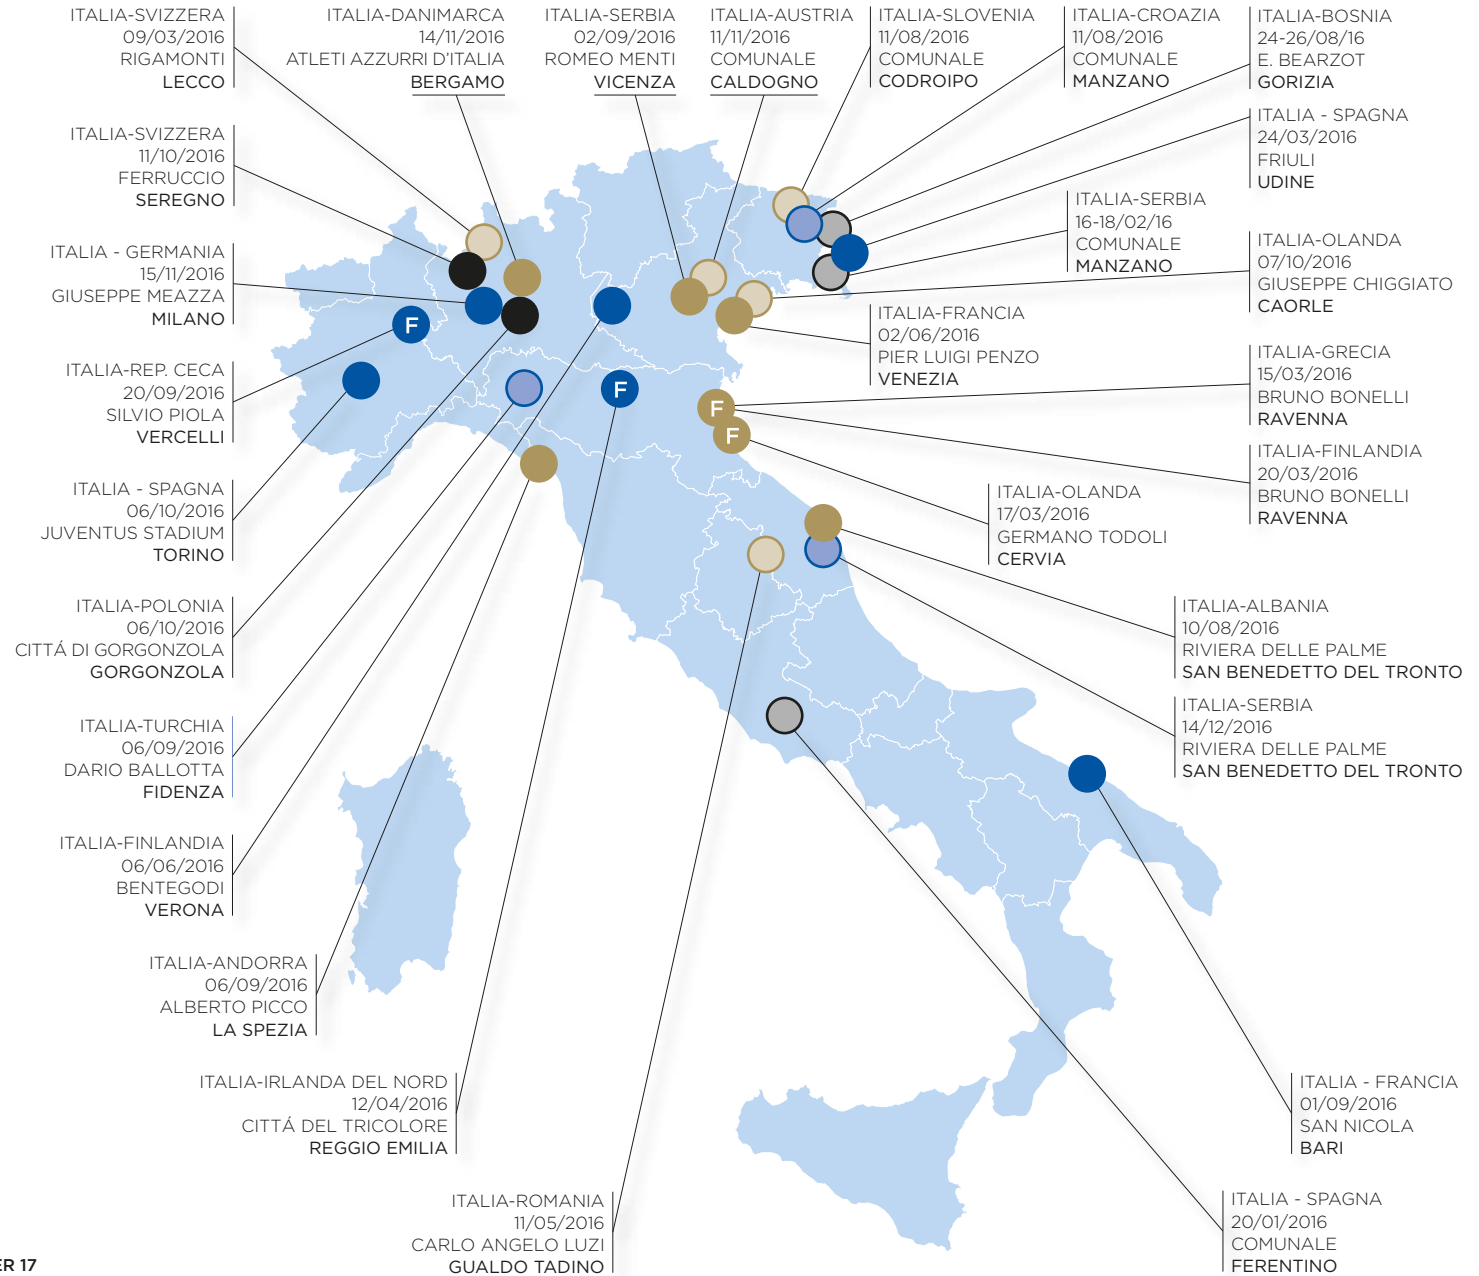 ITALIA-SVIZZERA
09/03/2016
RIGAMONTI
LECCO
ITALIA-DANIMARCA
14/11/2016
ATLETI AZZURRI D'ITALIA
BERGAMO
ITALIA-SERBIA
02/09/2016
ROMEO MENTI
VICENZA
ITALIA-AUSTRIA
11/11/2016
COMUNALE
CALDOGNO
ITALIA-SLOVENIA
11/08/2016
COMUNALE
CODROIPO
ITALIA-CROAZIA
11/08/2016
COMUNALE
MANZANO
ITALIA-BOSNIA
24-26/08/16
E. BEARZOT
GORIZIA
ITALIA-SVIZZERA
11/10/2016
FERRUCCIO
SEREGNO
ITALIA - SPAGNA
24/03/2016
FRIULI
UDINE
ITALIA-SERBIA
16-18/02/16
COMUNALE
MANZANO
ITALIA - GERMANIA
15/11/2016
GIUSEPPE MEAZZA
MILANO
ITALIA-OLANDA
07/10/2016
GIUSEPPE CHIGGIATO
CAORLE
ITALIA-FRANCIA
02/06/2016
PIER LUIGI PENZO
VENEZIA
F
ITALIA-REP. CECA
20/09/2016
SILVIO PIOLA
VERCELLI
F
F
F
ITALIA-GRECIA
15/03/2016
BRUNO BONELLI
RAVENNA
ITALIA-FINLANDIA
20/03/2016
BRUNO BONELLI
RAVENNA
ITALIA - SPAGNA
06/10/2016
JUVENTUS STADIUM
TORINO
ITALIA-OLANDA
17/03/2016
GERMANO TODOLI
CERVIA
ITALIA-POLONIA
06/10/2016
CITTÁ DI GORGONZOLA
GORGONZOLA
ITALIA-ALBANIA
10/08/2016
RIVIERA DELLE PALME
SAN BENEDETTO DEL TRONTO
ITALIA-TURCHIA
06/09/2016
DARIO BALLOTTA
FIDENZA
ITALIA-SERBIA
14/12/2016
RIVIERA DELLE PALME
SAN BENEDETTO DEL TRONTO
ITALIA-FINLANDIA
06/06/2016
BENTEGODI
VERONA
ITALIA-ANDORRA
06/09/2016
ALBERTO PICCO
LA SPEZIA
ITALIA-IRLANDA DEL NORD
12/04/2016
CITTÁ DEL TRICOLORE
REGGIO EMILIA
ITALIA - FRANCIA
01/09/2016
SAN NICOLA
BARI
ITALIA-ROMANIA
11/05/2016
CARLO ANGELO LUZI
GUALDO TADINO
ITALIA - SPAGNA
20/01/2016
COMUNALE
FERENTINO
ER 17